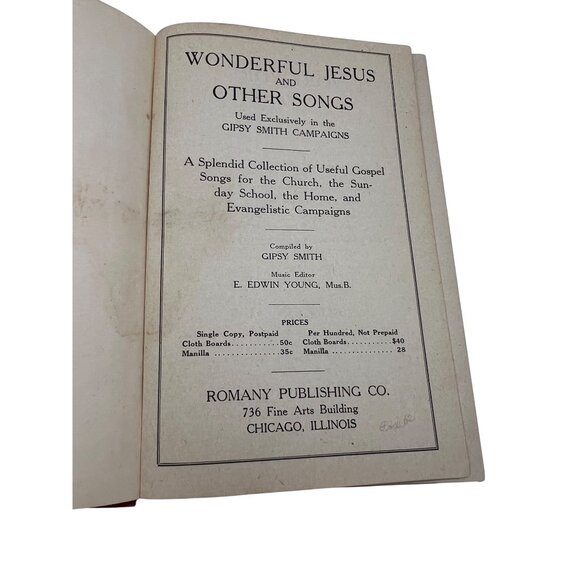 WONDERFUL JESUS
AND
OTHER SONGS
Used Exclusively in the
GIPSY SMITH CAMPAIGNS
A Splendid Collection of Useful Gospel
Songs for the Church, the Sun-
day School, the Home, and
Evangelistic Campaigns
Compiled by
GIPSY SMITH
Music Editor
E. EDWIN YOUNG, Mus.B.
PRICES
Single Copy, Postpaid Per Hundred, Not Prepaid
Cloth Boards..........50c Cloth Boards...........$40
Manilla ...............35c Manilla ................ 28
ROMANY PUBLISHING CO.
736 Fine Arts Building
CHICAGO, ILLINOIS